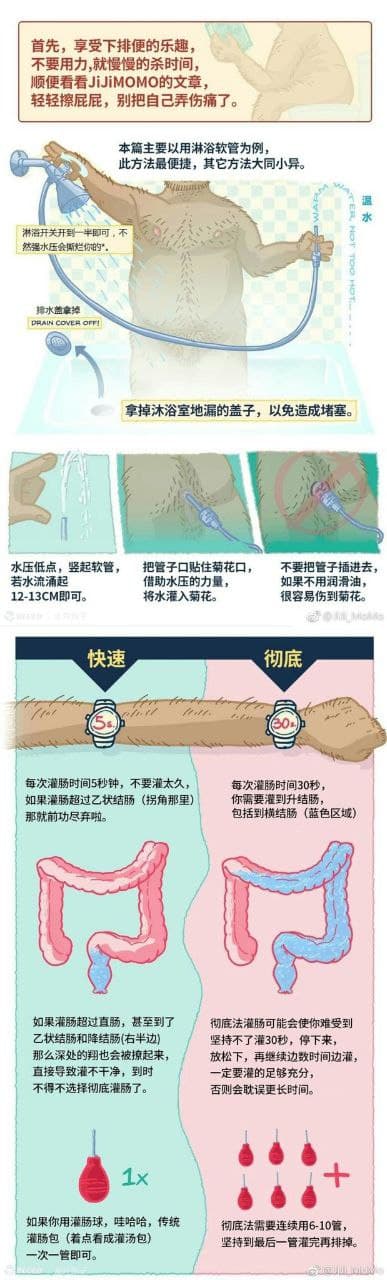 首先，享受下排便的乐趣，
不要用力,就慢慢的杀时间，
顺便看看JiJiMOMO的文章，
轻轻擦屁屁，别把自己弄伤痛了。
本篇主要以用淋浴软管为例，
此方法最便捷，其它方法大同小异。
淋浴开关开到一半即可，不
然强水压会撕烂你的*。
温水
WARM WATER, NOT TOO HOT......
排水盖拿掉
DRAIN COVER OFF!
拿掉沐浴室地漏的盖子，以免造成堵塞。
水压低点，竖起软管，
若水流涌起
12-13CM即可。
把管子口贴住菊花口，
借助水压的力量，
将水灌入菊花。
不要把管子插进去，
如果不用润滑油，
很容易伤到菊花。
@JiJi_MoMo
快速
彻底
5s
30s
每次灌肠时间5秒钟，不要灌太久，
如果灌肠超过乙状结肠（拐角那里）
那就前功尽弃啦。
每次灌肠时间30秒，
你需要灌到升结肠，
包括到横结肠（蓝色区域）
如果灌肠超过直肠，甚至到了
乙状结肠和降结肠(右半边)
那么深处的翔也会被撩起来，
直接导致灌不干净，到时
不得不选择彻底灌肠了。
彻底法灌肠可能会使你难受到
坚持不了灌30秒，停下来，
放松下，再继续边数时间边灌，
一定要灌的足够充分，
否则会耽误更长时间。
1x
+
如果你用灌肠球，哇哈哈，传统
灌肠包（着点看成灌汤包）
一次一管即可。
彻底法需要连续用6-10管，
坚持到最后一管灌完再排掉。
@JiJi_MoMo